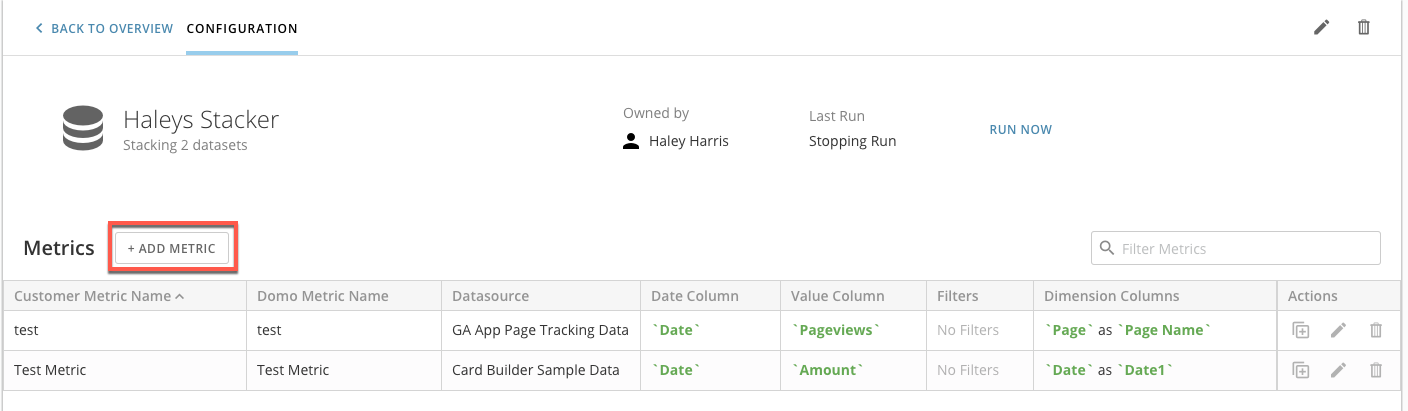 BACK TO OVERVIEW CONFIGURATION
Haleys Stacker
Stacking 2 datasets
Owned by
Haley Harris
Last Run
Stopping Run
RUN NOW
Metrics + ADD METRIC Filter Metrics
Customer Metric Name Domo Metric Name Datasource Date Column Value Column Filters Dimension Columns Actions
test test GA App Page Tracking Data `Date` `Pageviews` No Filters `Page` as `Page Name`
Test Metric Test Metric Card Builder Sample Data `Date` `Amount` No Filters `Date` as `Date1`